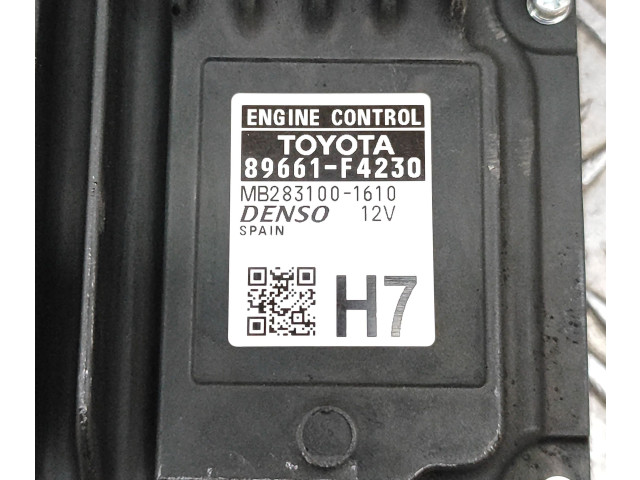 ENGINE CONTROL
TOYOTA
89661-F4230
MB283100-1610
DENSO 12V
SPAIN
H7